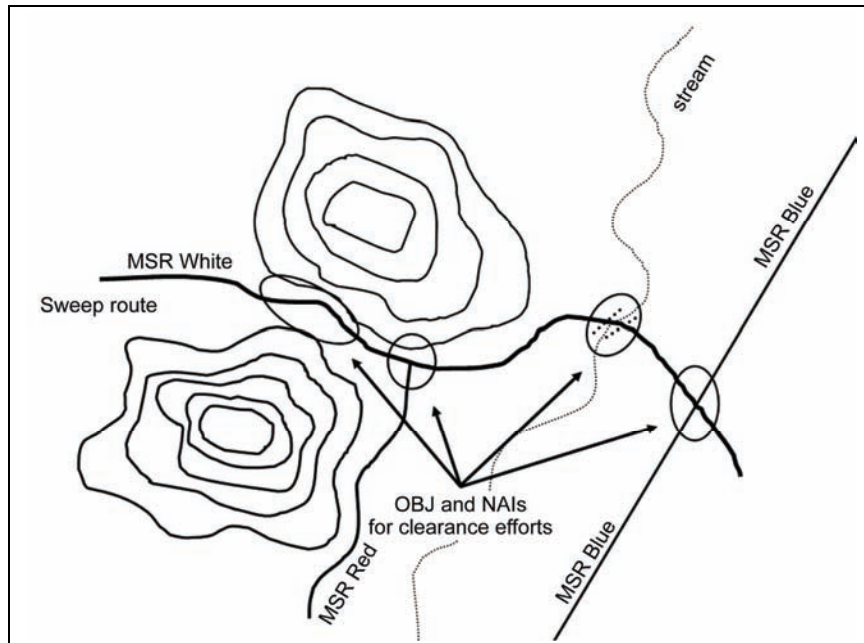 stream
MSR Blue
MSR White
Sweep route
OBJ and NAIs
for clearance efforts
MSR Red
MSR Blue